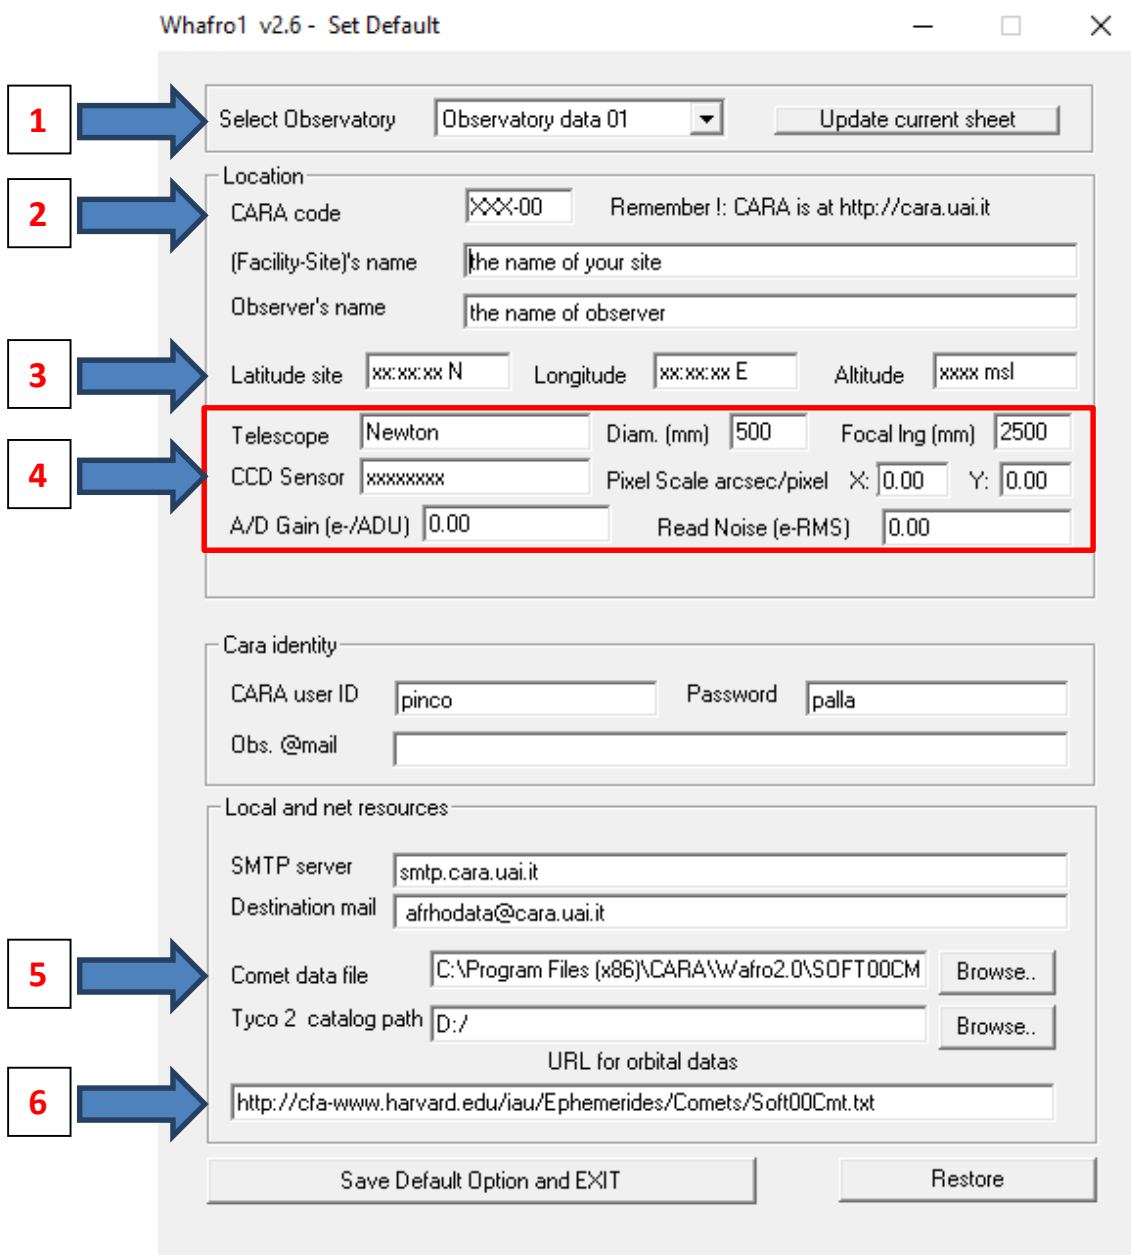 Whafro1 v2.6 - Set Default
1
Select Observatory Observatory data 01 Update current sheet
Location
2
CARA code XXX-00 Remember !: CARA is at http://cara.uai.it
(Facility-Site)'s name the name of your site
Observer's name the name of observer
3
Latitude site xx:xx:xx N Longitude xx:xx:xx E Altitude xxxx msl
Telescope Newton Diam. (mm) 500 Focal lng (mm) 2500
4
CCD Sensor xxxxxxxx Pixel Scale arcsec/pixel X: 0.00 Y: 0.00
A/D Gain (e-/ADU) 0.00 Read Noise (e-RMS) 0.00
Cara identity
CARA user ID pinco Password palla
Obs. @mail
Local and net resources
SMTP server smtp.cara.uai.it
Destination mail afrhodata@cara.uai.it
5
Comet data file C:\Program Files (x86)\CARA\Wafro2.0\SOFT00CM Browse..
Tyco 2 catalog path D:/ Browse..
URL for orbital datas
6
http://cfa-www.harvard.edu/iau/Ephemerides/Comets/Soft00Cmt.txt
Save Default Option and EXIT Restore